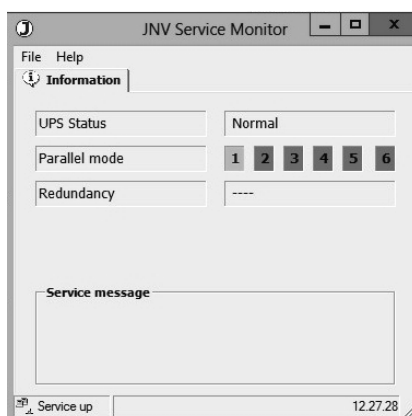 J JNV Service Monitor
File Help
Information
UPS Status Normal
Parallel mode 1 2 3 4 5 6
Redundancy ----
Service message
Service up 12.27.28